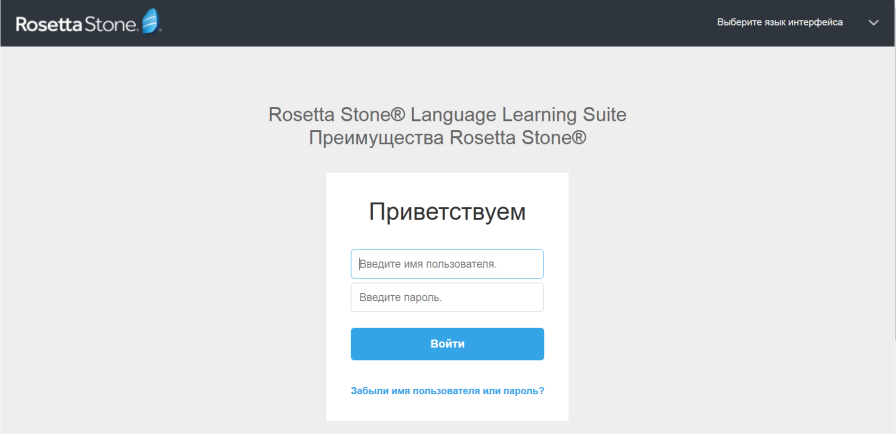 Rosetta Stone®
Выберите язык интерфейса
Rosetta Stone® Language Learning Suite
Преимущества Rosetta Stone®
Приветствуем
Введите имя пользователя.
Введите пароль.
Войти
Забыли имя пользователя или пароль?